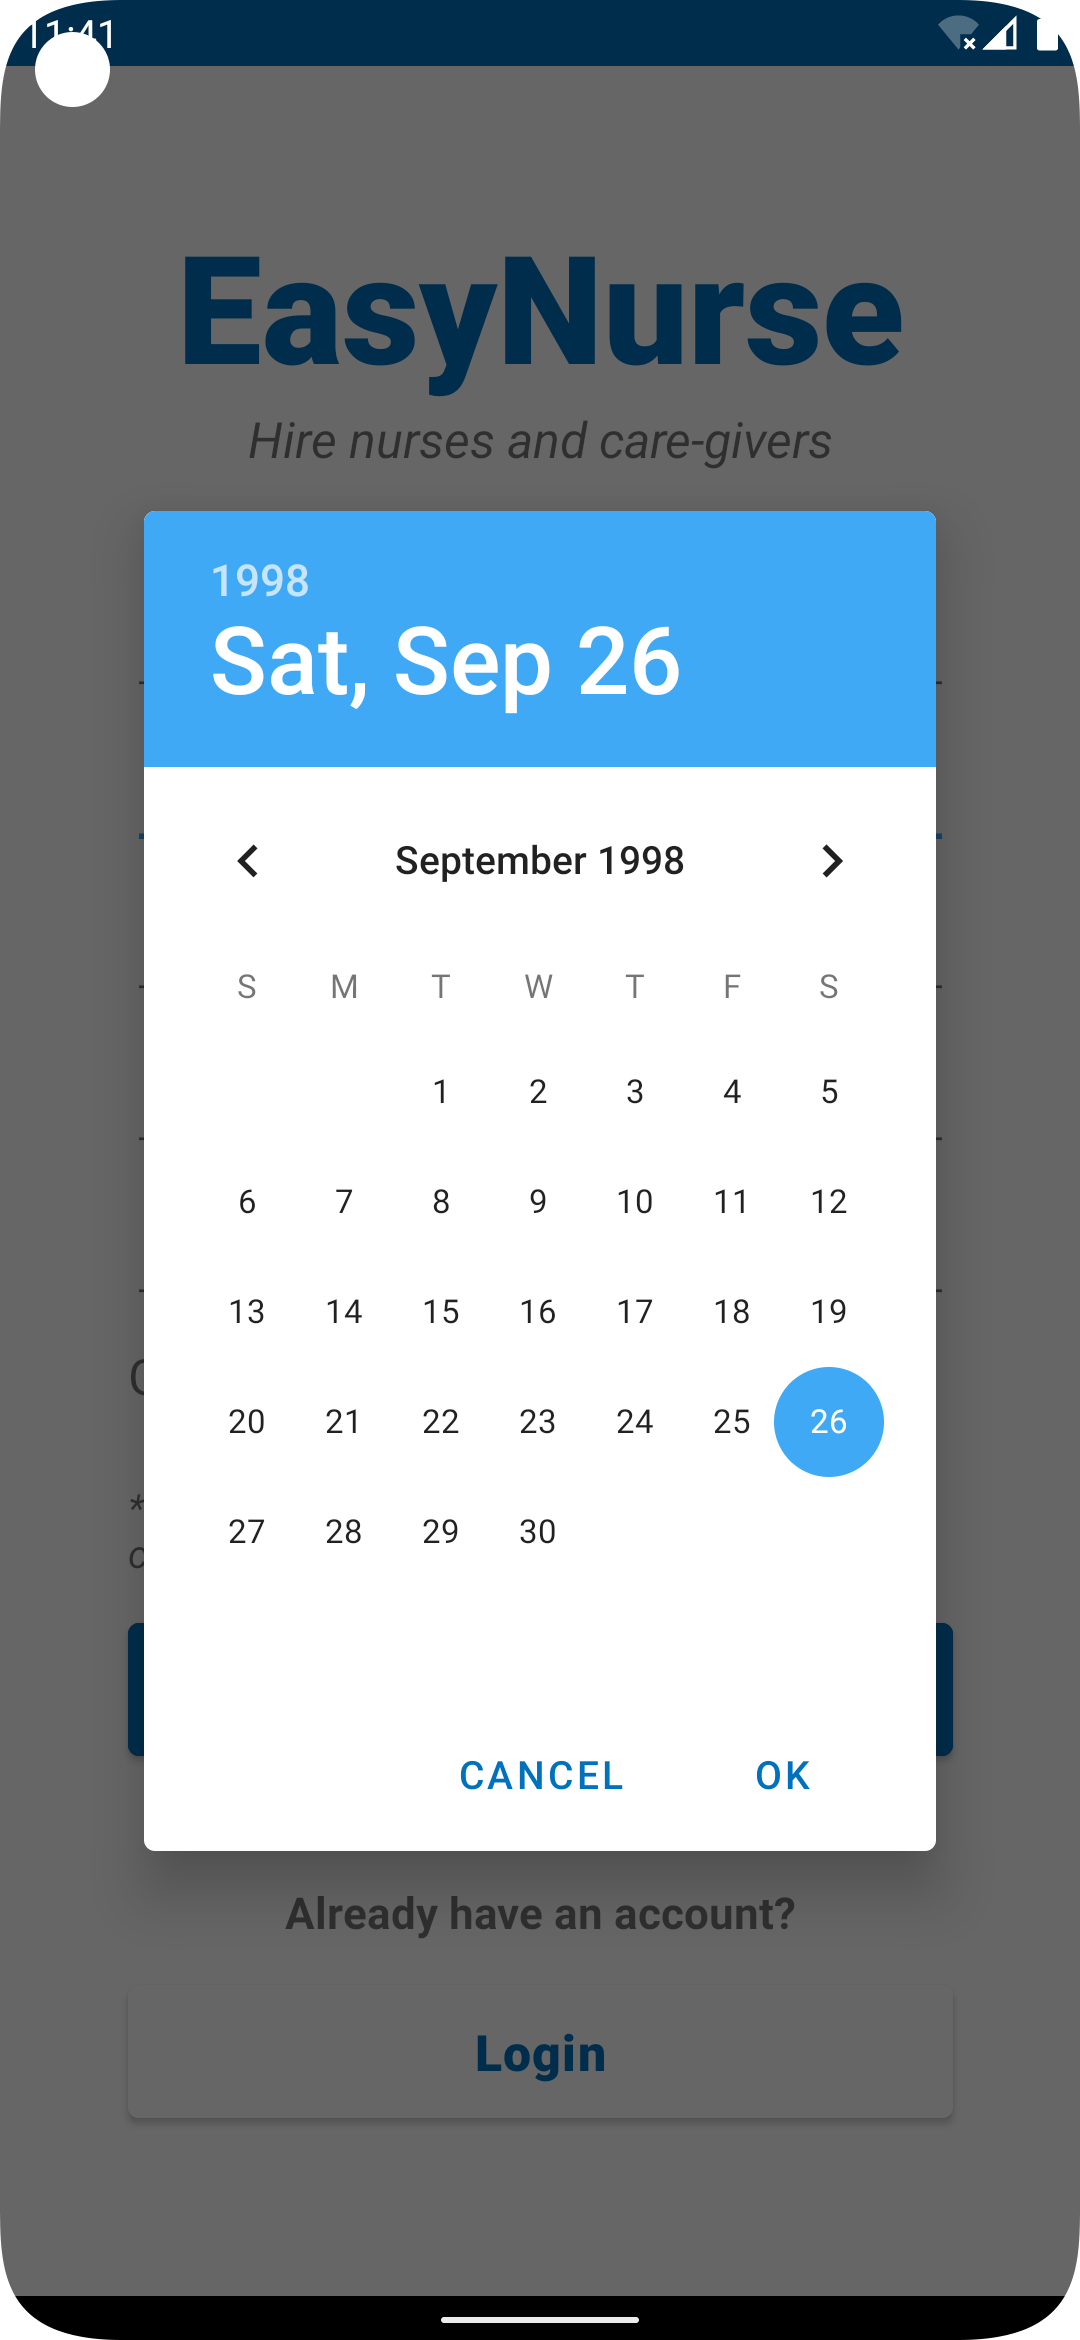 11:41
EasyNurse
Hire nurses and care-givers
1998
Sat, Sep 26
September 1998
S M T W T F S
1 2 3 4 5
6 7 8 9 10 11 12
13 14 15 16 17 18 19
20 21 22 23 24 25 26
27 28 29 30
CANCEL OK
Already have an account?
Login